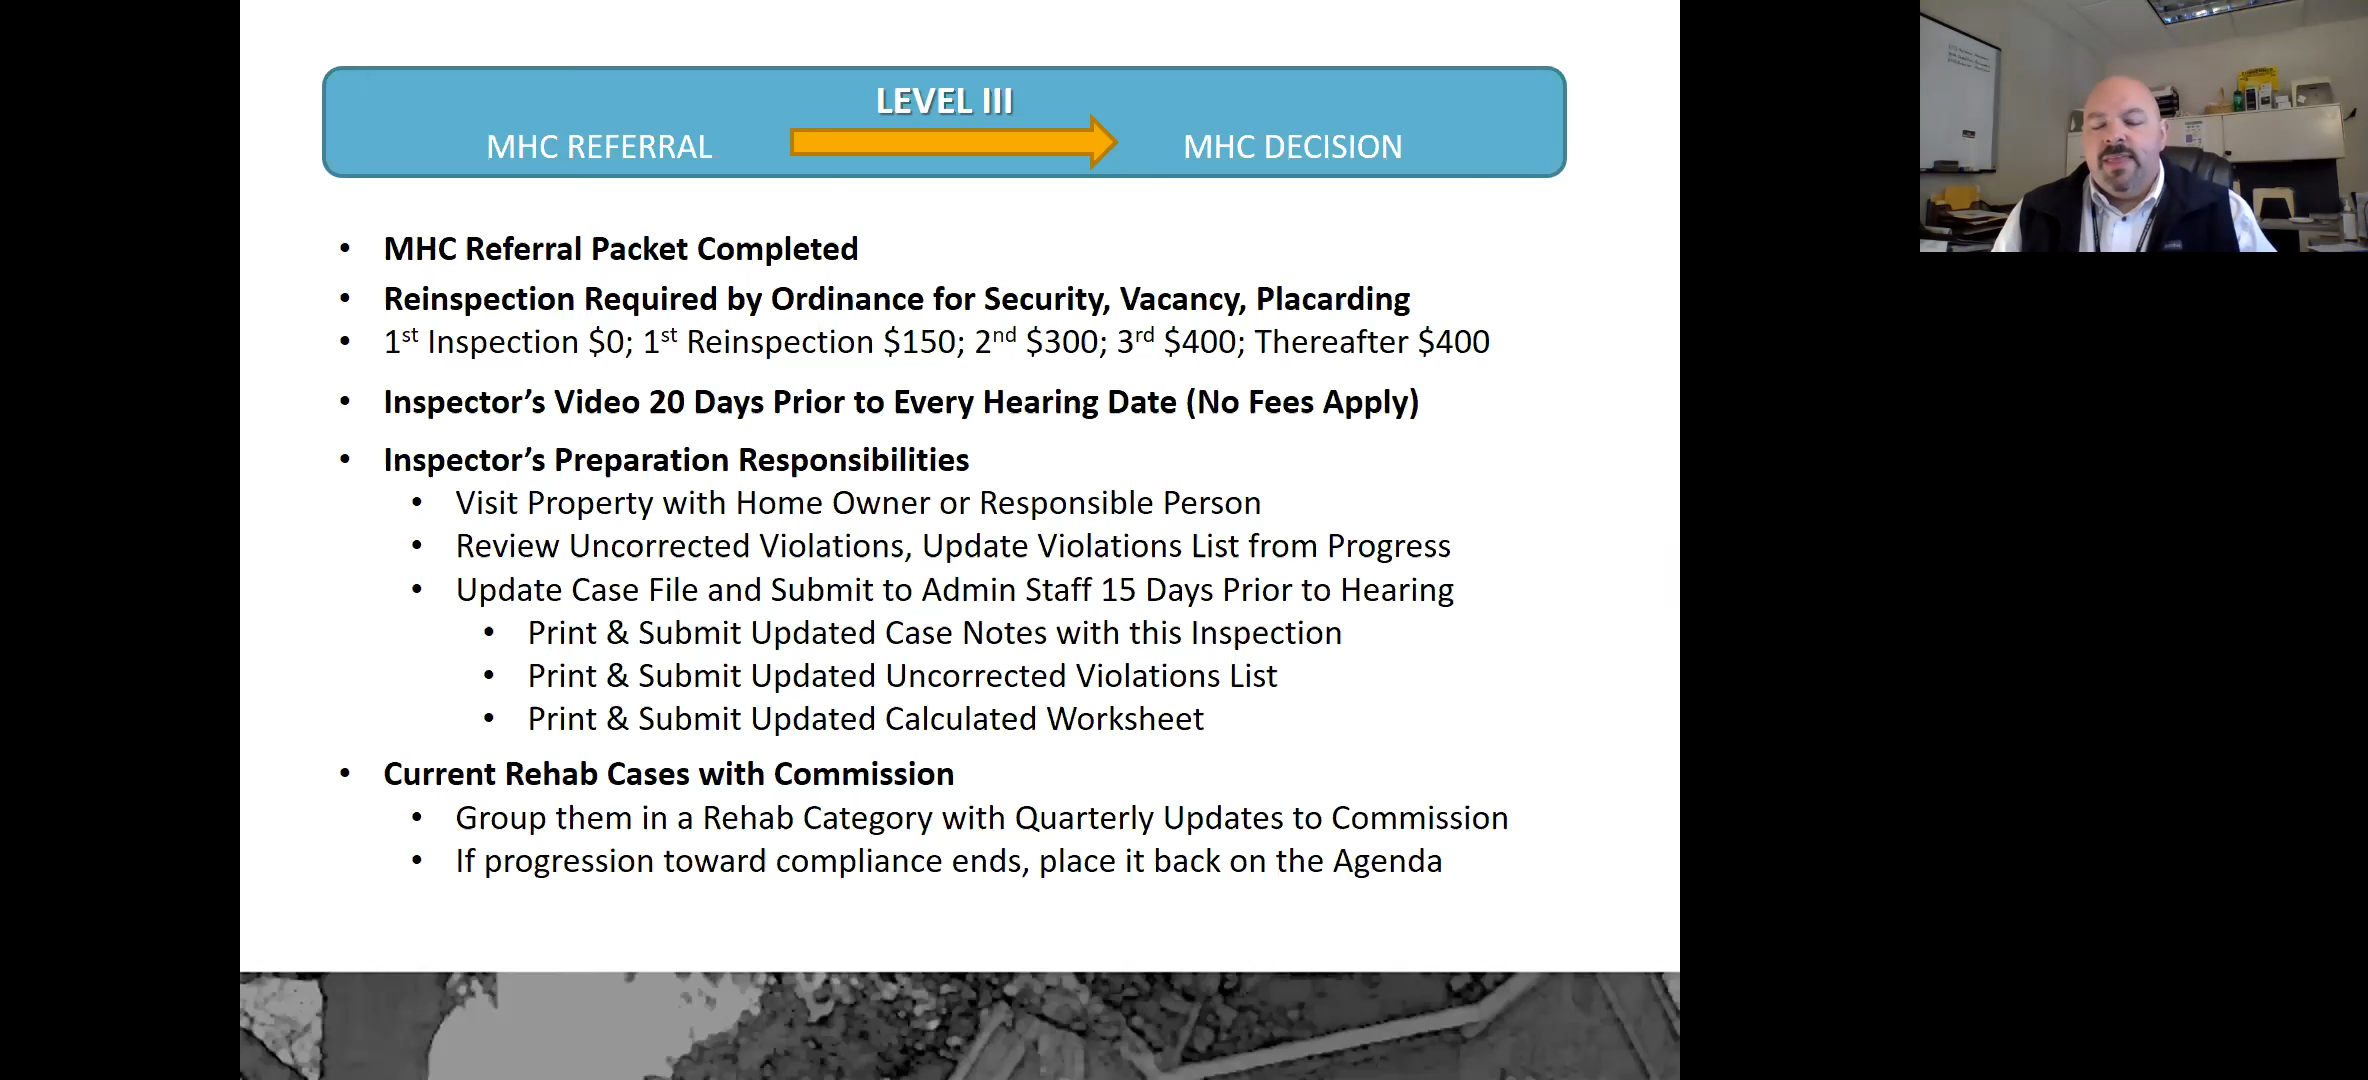 LEVEL III
MHC REFERRAL
MHC DECISION
• MHC Referral Packet Completed
• Reinspection Required by Ordinance for Security, Vacancy, Placarding
• 1st Inspection $0; 1st Reinspection $150; 2nd $300; 3rd $400; Thereafter $400
• Inspector’s Video 20 Days Prior to Every Hearing Date (No Fees Apply)
• Inspector’s Preparation Responsibilities
• Visit Property with Home Owner or Responsible Person
• Review Uncorrected Violations, Update Violations List from Progress
• Update Case File and Submit to Admin Staff 15 Days Prior to Hearing
• Print & Submit Updated Case Notes with this Inspection
• Print & Submit Updated Uncorrected Violations List
• Print & Submit Updated Calculated Worksheet
• Current Rehab Cases with Commission
• Group them in a Rehab Category with Quarterly Updates to Commission
• If progression toward compliance ends, place it back on the Agenda